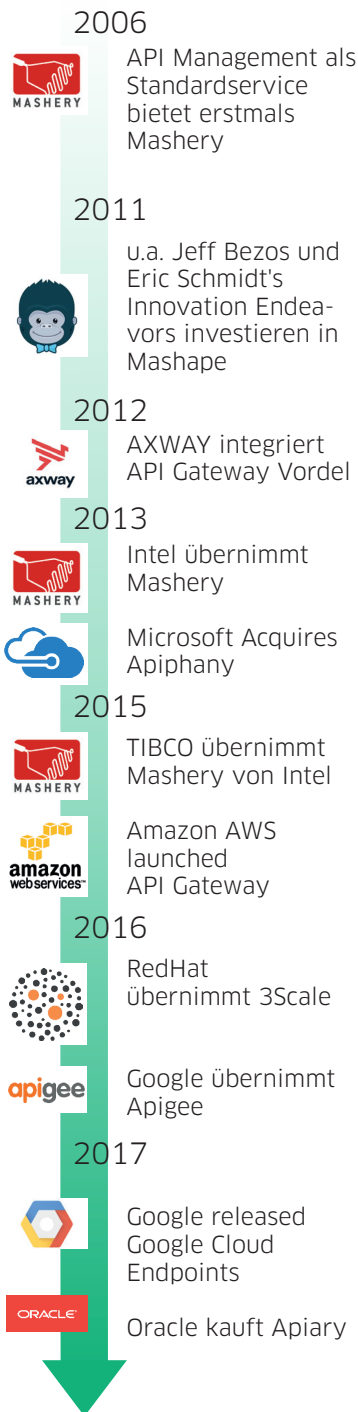 2006
MASHERY
API Management als
Standardservice
bietet erstmals
Mashery
2011
u.a. Jeff Bezos und
Eric Schmidt's
Innovation Endea-
vors investieren in
Mashape
2012
axway
AXWAY integriert
API Gateway Vordel
2013
MASHERY
Intel übernimmt
Mashery
Microsoft Acquires
Apiphany
2015
MASHERY
TIBCO übernimmt
Mashery von Intel
amazon
webservices™
Amazon AWS
launched
API Gateway
2016
RedHat
übernimmt 3Scale
apigee
Google übernimmt
Apigee
2017
Google released
Google Cloud
Endpoints
ORACLE
Oracle kauft Apiary